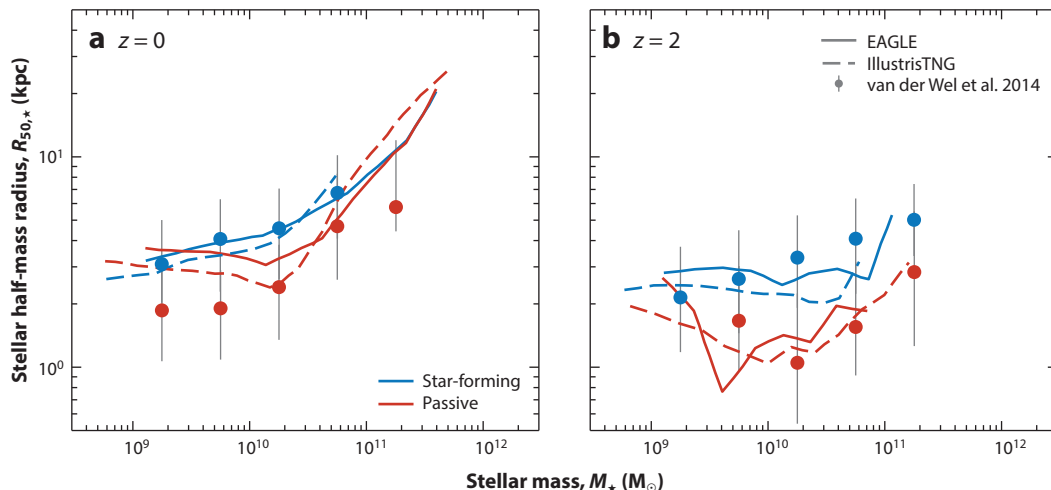 a z = 0
b z = 2
EAGLE
IllustrisTNG
van der Wel et al. 2014
Stellar half-mass radius, R50,⋆ (kpc)
10¹
10⁰
Star-forming
Passive
10⁹ 10¹⁰ 10¹¹ 10¹² 10⁹ 10¹⁰ 10¹¹ 10¹²
Stellar mass, M⋆ (M☉)